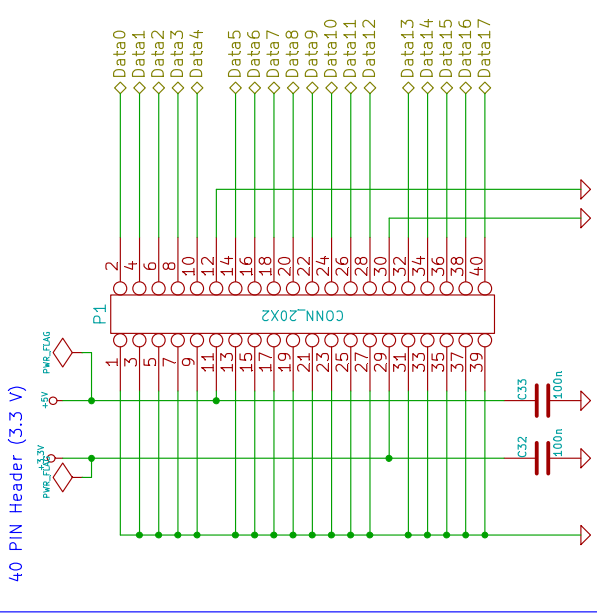 Data0
Data1
Data2
Data3
Data4
Data5
Data6
Data7
Data8
Data9
Data10
Data11
Data12
Data13
Data14
Data15
Data16
Data17
2
4
6
8
10
12
14
16
18
20
22
24
26
28
30
32
34
36
38
40
P1
CONN_20X2
1
3
5
7
9
11
13
15
17
19
21
23
25
27
29
31
33
35
37
39
PWR_FLAG
+5V
C33
100n
+3.3V
PWR_FLAG
C32
100n
40 PIN Header (3.3 V)